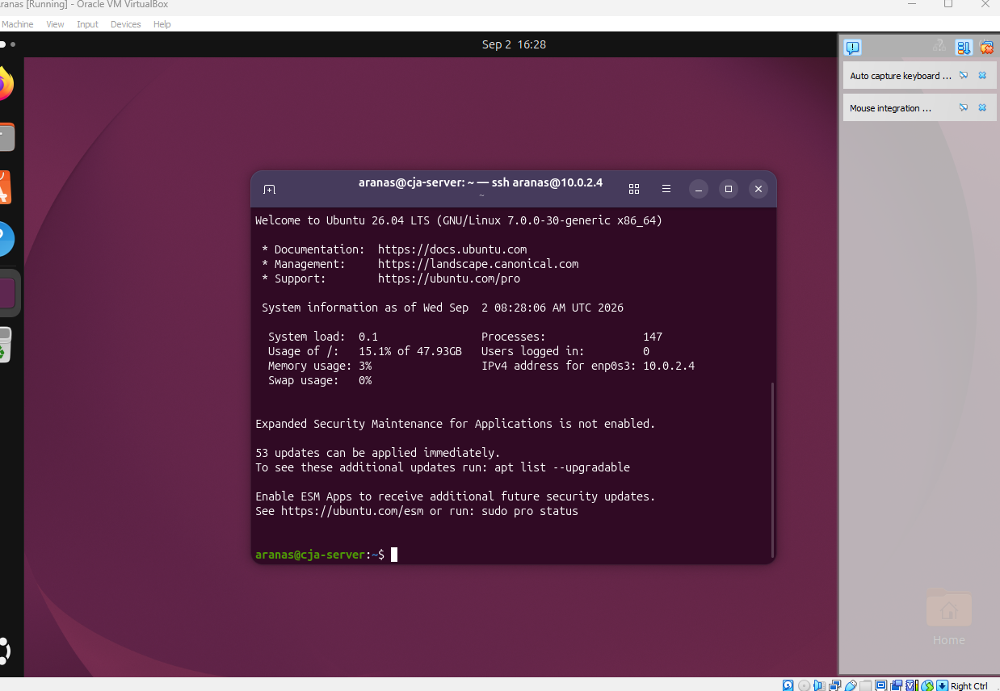 aranas [Running] - Oracle VM VirtualBox
Machine View Input Devices Help
Sep 2 16:28
Auto capture keyboard ...
Mouse integration ...
aranas@cja-server: ~ — ssh aranas@10.0.2.4
~
Welcome to Ubuntu 26.04 LTS (GNU/Linux 7.0.0-30-generic x86_64)
* Documentation: https://docs.ubuntu.com
* Management: https://landscape.canonical.com
* Support: https://ubuntu.com/pro
System information as of Wed Sep 2 08:28:06 AM UTC 2026
System load: 0.1 Processes: 147
Usage of /: 15.1% of 47.93GB Users logged in: 0
Memory usage: 3% IPv4 address for enp0s3: 10.0.2.4
Swap usage: 0%
Expanded Security Maintenance for Applications is not enabled.
53 updates can be applied immediately.
To see these additional updates run: apt list --upgradable
Enable ESM Apps to receive additional future security updates.
See https://ubuntu.com/esm or run: sudo pro status
aranas@cja-server:~$
Home
Right Ctrl